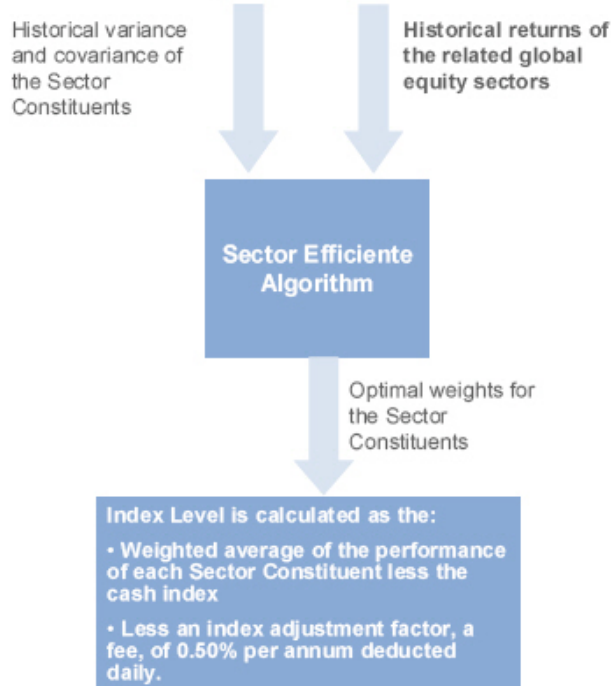 Historical variance
and covariance of
the Sector
Constituents
Historical returns of
the related global
equity sectors
Sector Efficiente
Algorithm
Optimal weights for
the Sector
Constituents
Index Level is calculated as the:
• Weighted average of the performance
of each Sector Constituent less the
cash index
• Less an index adjustment factor, a
fee, of 0.50% per annum deducted
daily.